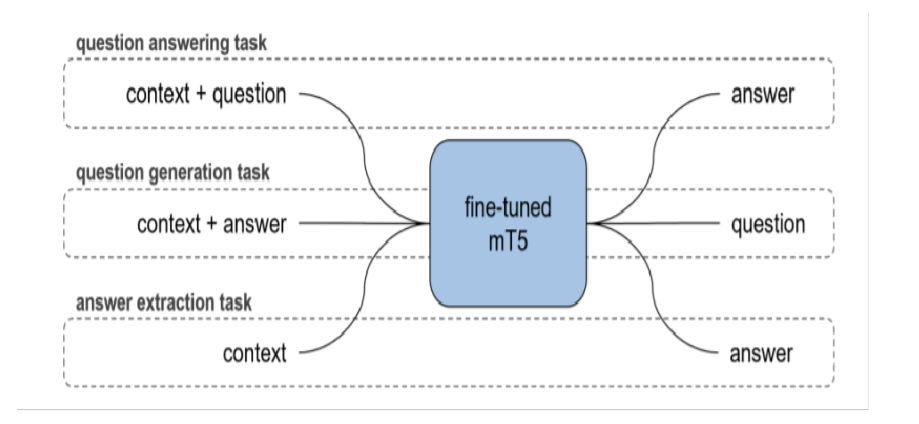 question answering task
context + question
answer
question generation task
context + answer
fine-tuned
mT5
question
answer extraction task
context
answer